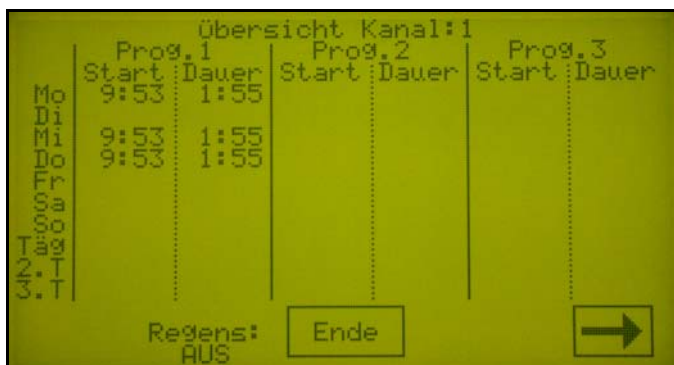 Übersicht Kanal:1
Prog.1 Prog.2 Prog.3
Start Dauer Start Dauer Start Dauer
Mo 9:53 1:55
Di
Mi 9:53 1:55
Do 9:53 1:55
Fr
Sa
So
Täg
2.T
3.T
Regens: Ende
AUS